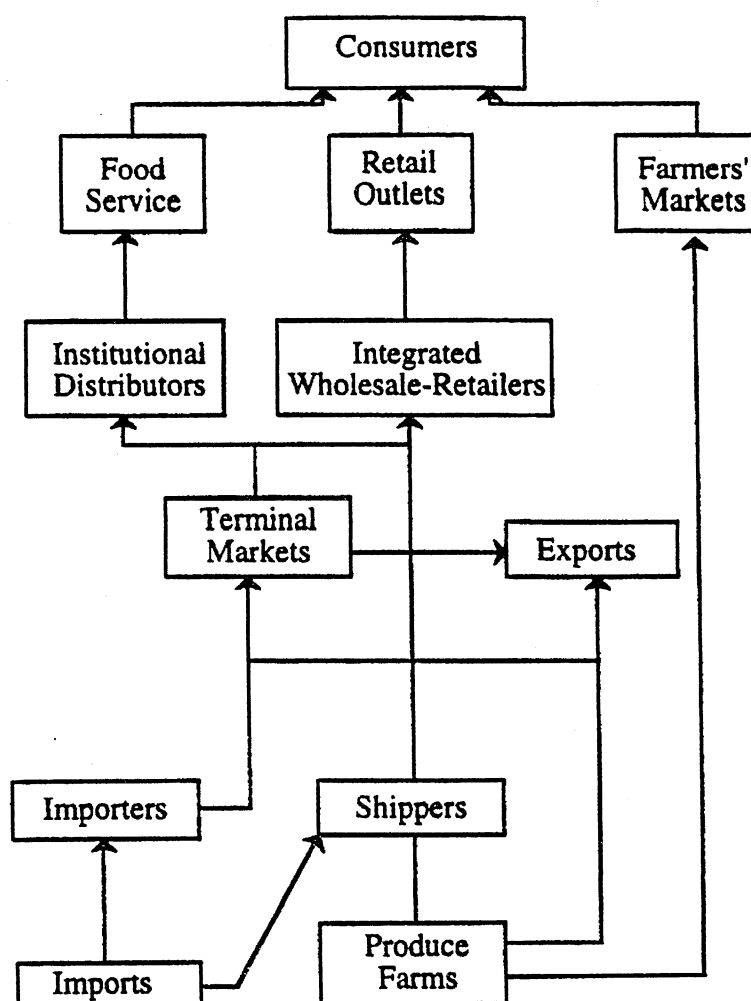 Consumers
Food
Service
Retail
Outlets
Farmers'
Markets
Institutional
Distributors
Integrated
Wholesale-Retailers
Terminal
Markets
Exports
Importers
Shippers
Imports
Produce
Farms